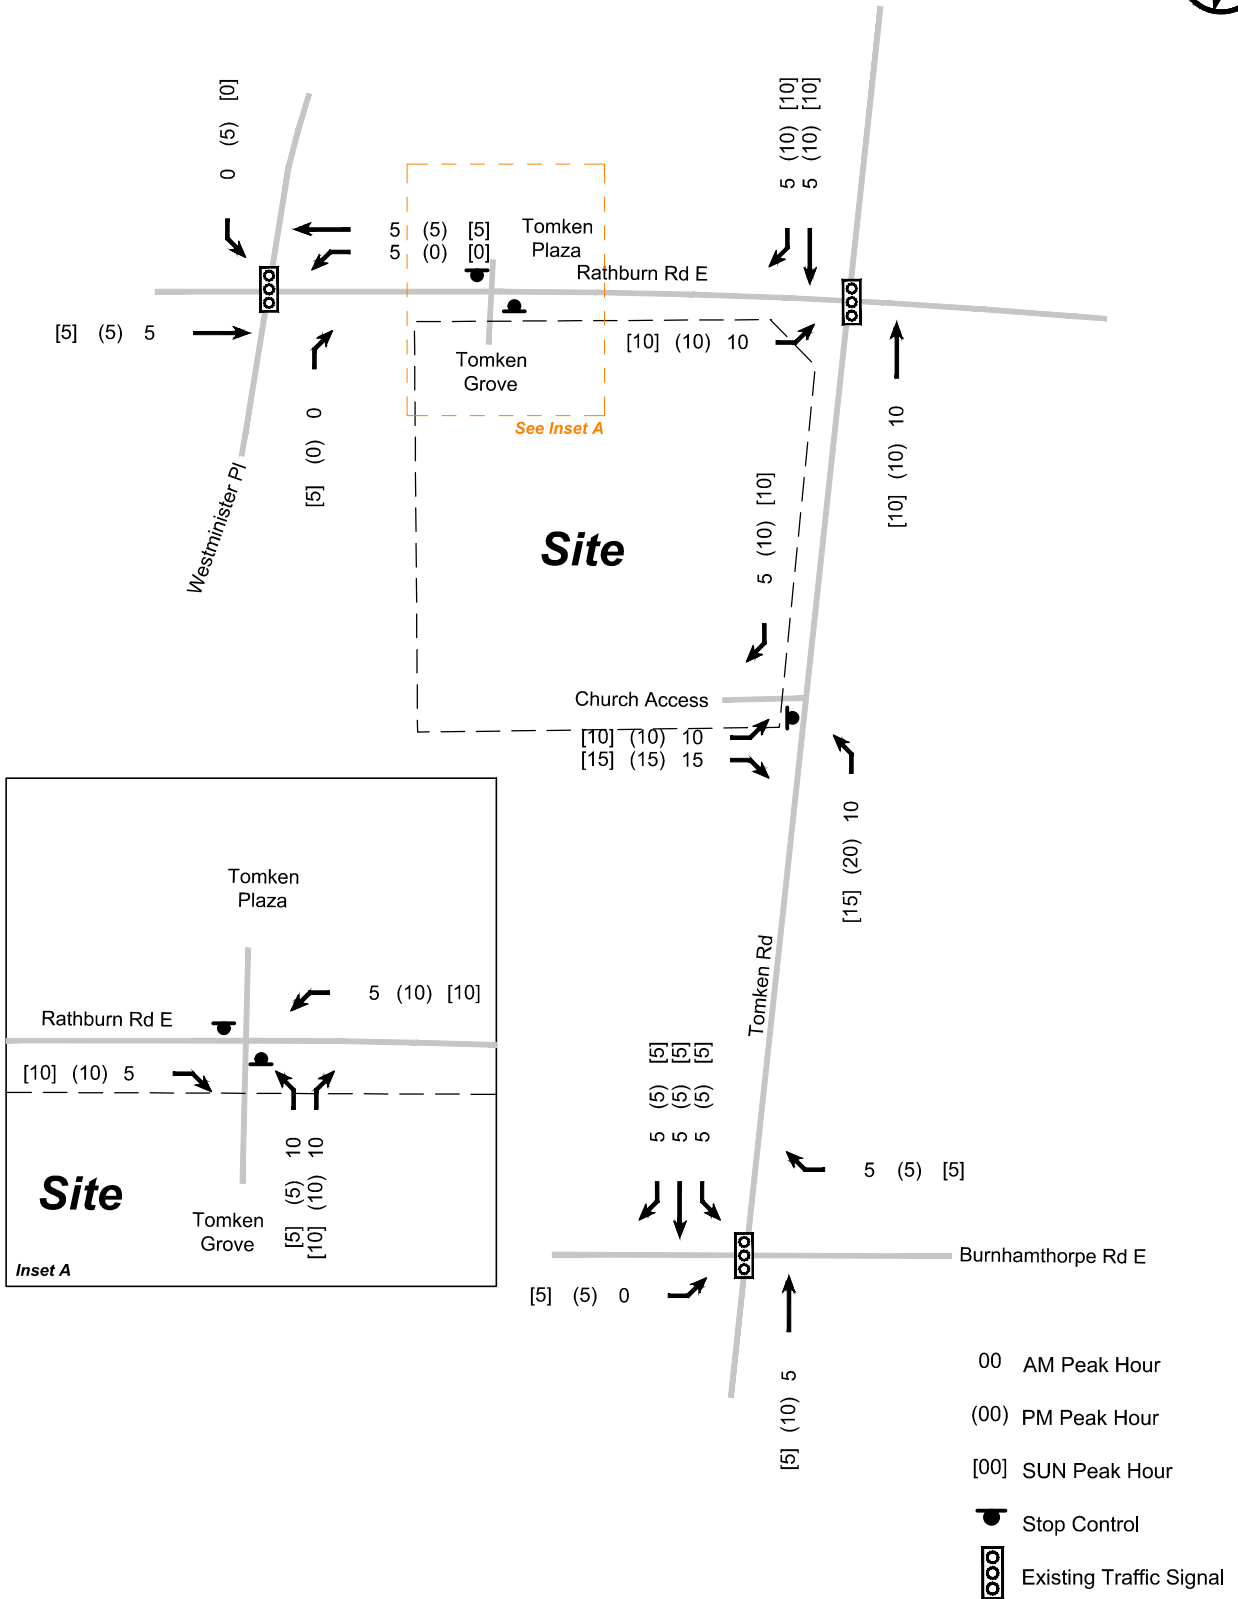 0 (5) [0]
5 (10) [10]
5 (10) [10]
5 (5) [5]
5 (0) [0]
Tomken
Plaza
Rathburn Rd E
[5] (5) 5
[10] (10) 10
Tomken
Grove
See Inset A
[5] (0) 0
[10] (10) 10
Westminister Pl
Site
5 (10) [10]
Church Access
[10] (10) 10
[15] (15) 15
[15] (20) 10
Tomken Rd
Tomken
Plaza
5 (10) [10]
Rathburn Rd E
[10] (10) 5
[5] (5) 10
[10] (10) 10
Site
Tomken
Grove
Inset A
5 (5) [5]
5 (5) [5]
5 (5) [5]
5 (5) [5]
Burnhamthorpe Rd E
[5] (5) 0
[5] (10) 5
00 AM Peak Hour
(00) PM Peak Hour
[00] SUN Peak Hour
Stop Control
Existing Traffic Signal